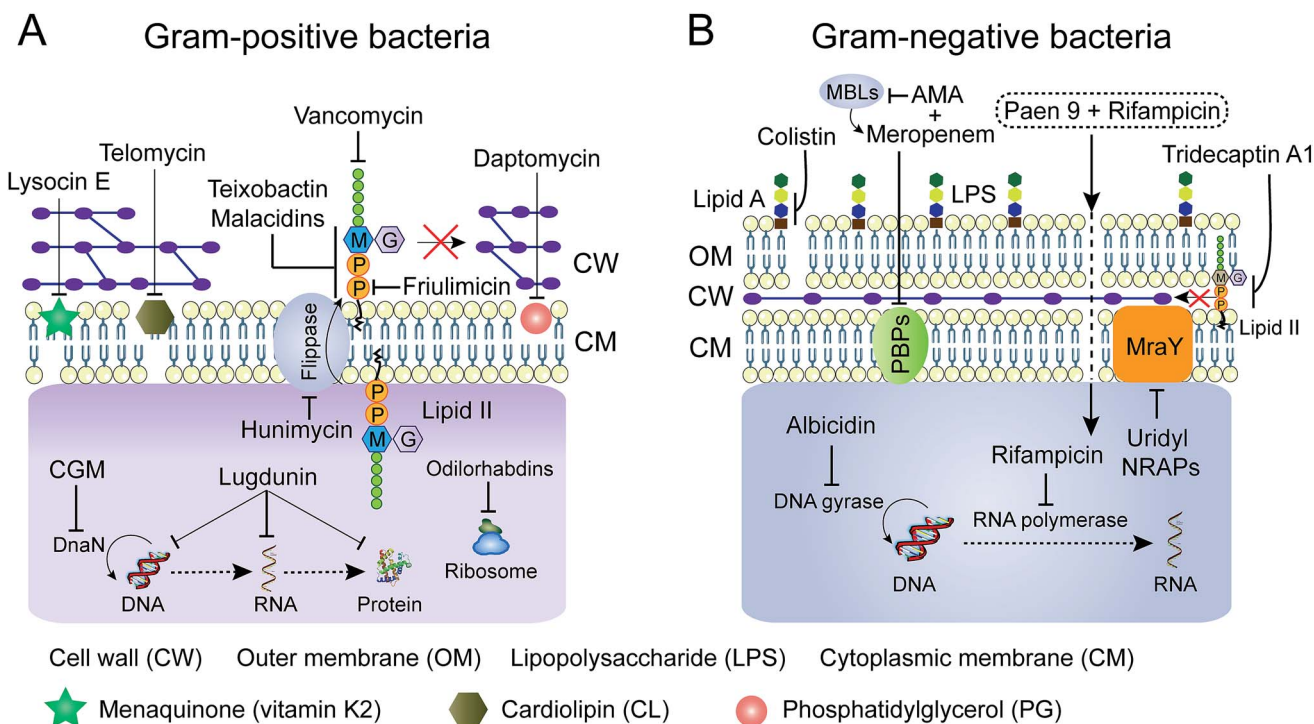 A
Gram-positive bacteria
Vancomycin
Telomycin
Daptomycin
Lysocin E
Teixobactin
Malacidins
M
G
P
P
CW
Friulimicin
Flippase
CM
P
P
Lipid II
M
G
Hunimycin
CGM
Lugdunin
Odilorhabdins
DnaN
Ribosome
DNA
RNA
Protein
B
Gram-negative bacteria
MBLs
AMA
+
Meropenem
Paen 9 + Rifampicin
Colistin
Tridecaptin A1
Lipid A
LPS
OM
M
G
CW
P
P
Lipid II
CM
PBPs
MraY
Albicidin
Uridyl
NRAPs
Rifampicin
DNA gyrase
RNA polymerase
DNA
RNA
Cell wall (CW) Outer membrane (OM) Lipopolysaccharide (LPS) Cytoplasmic membrane (CM)
Menaquinone (vitamin K2) Cardiolipin (CL) Phosphatidylglycerol (PG)